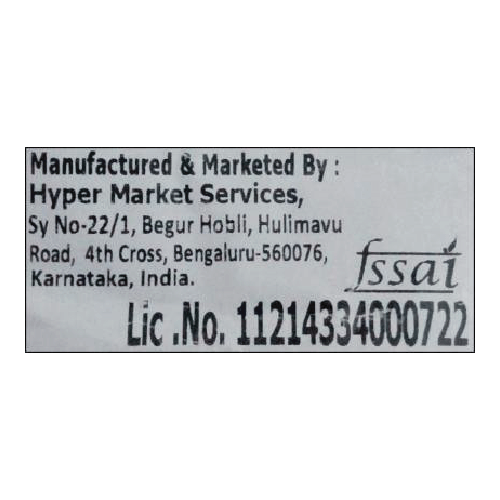 Manufactured & Marketed By :
Hyper Market Services,
Sy No-22/1, Begur Hobli, Hulimavu
Road, 4th Cross, Bengaluru-560076,
Karnataka, India.
fssai
Lic .No. 11214334000722